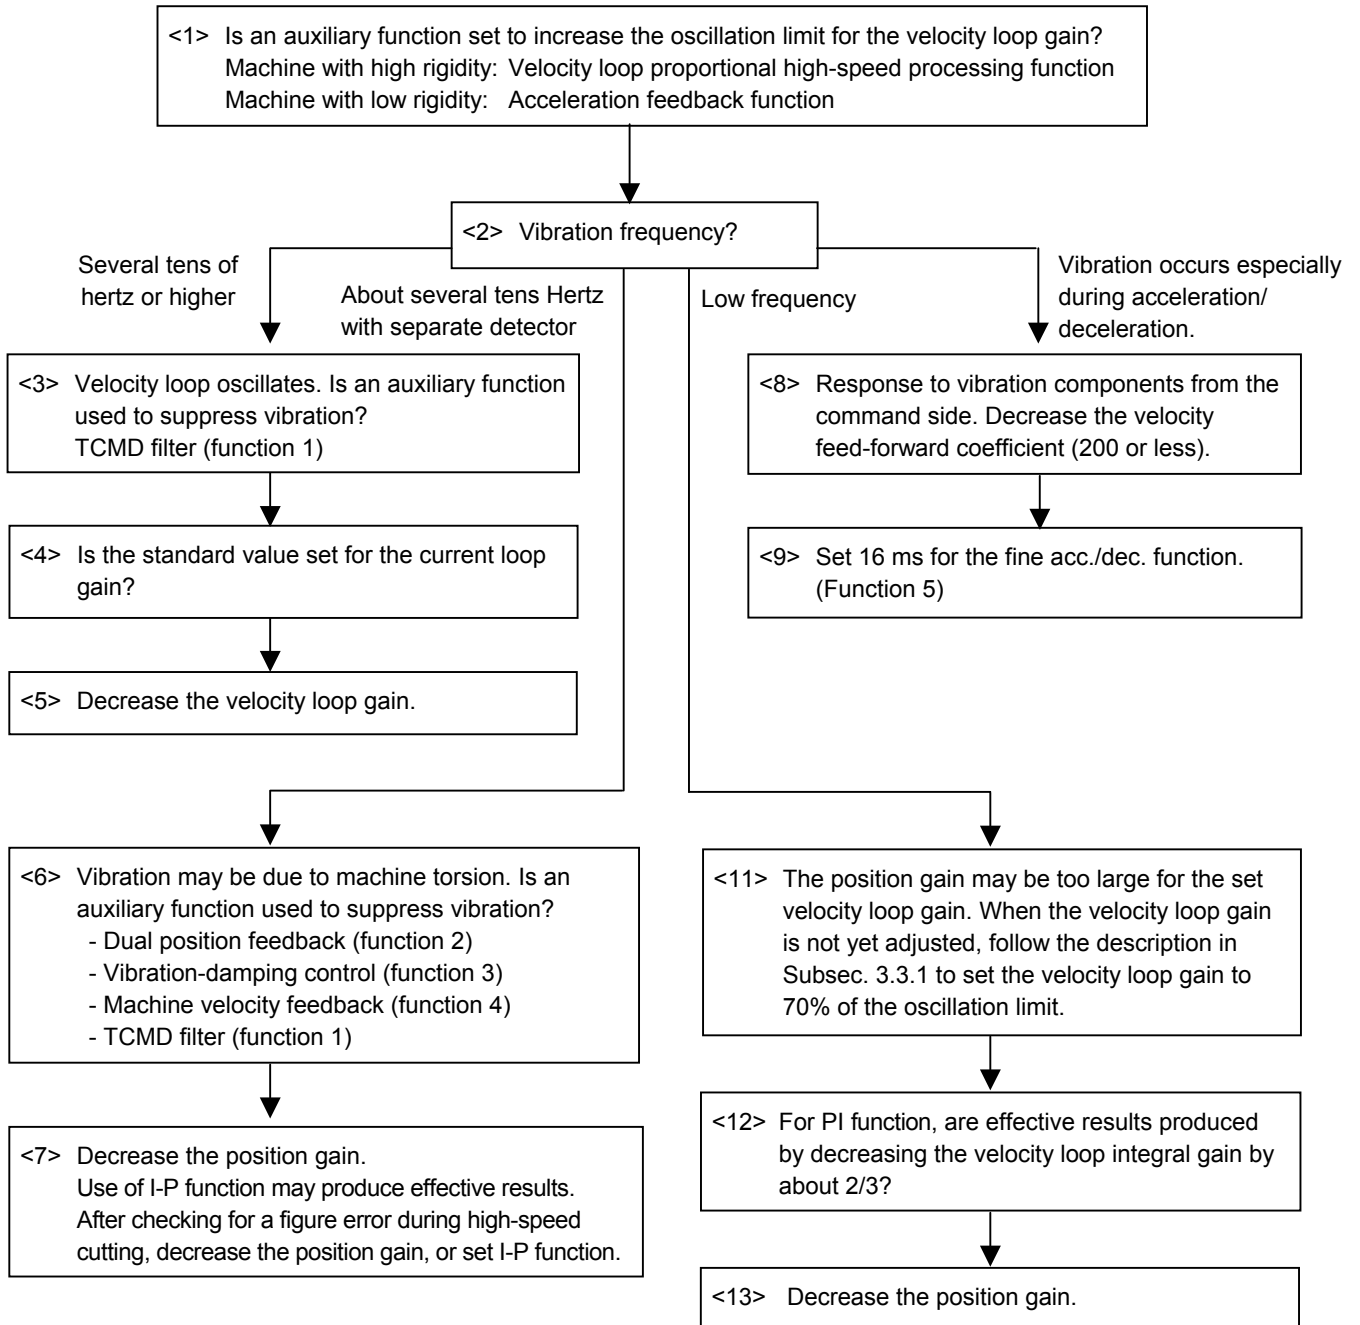 <1> Is an auxiliary function set to increase the oscillation limit for the velocity loop gain?
Machine with high rigidity: Velocity loop proportional high-speed processing function
Machine with low rigidity: Acceleration feedback function
<2> Vibration frequency?
Several tens of
hertz or higher
About several tens Hertz
with separate detector
Low frequency
Vibration occurs especially
during acceleration/
deceleration.
<3> Velocity loop oscillates. Is an auxiliary function
used to suppress vibration?
TCMD filter (function 1)
<8> Response to vibration components from the
command side. Decrease the velocity
feed-forward coefficient (200 or less).
<4> Is the standard value set for the current loop
gain?
<9> Set 16 ms for the fine acc./dec. function.
(Function 5)
<5> Decrease the velocity loop gain.
<6> Vibration may be due to machine torsion. Is an
auxiliary function used to suppress vibration?
- Dual position feedback (function 2)
- Vibration-damping control (function 3)
- Machine velocity feedback (function 4)
- TCMD filter (function 1)
<11> The position gain may be too large for the set
velocity loop gain. When the velocity loop gain
is not yet adjusted, follow the description in
Subsec. 3.3.1 to set the velocity loop gain to
70% of the oscillation limit.
<7> Decrease the position gain.
Use of I-P function may produce effective results.
After checking for a figure error during high-speed
cutting, decrease the position gain, or set I-P function.
<12> For PI function, are effective results produced
by decreasing the velocity loop integral gain by
about 2/3?
<13> Decrease the position gain.